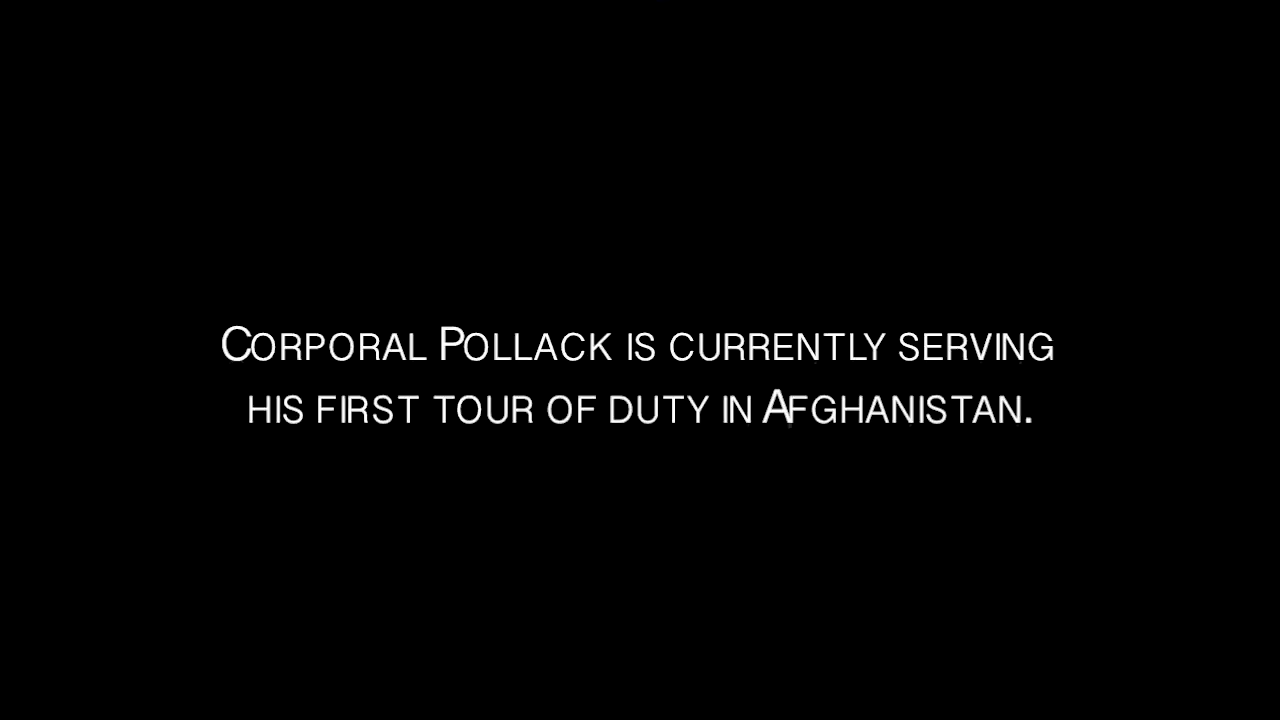 Corporal Pollack is currently serving
his first tour of duty in Afghanistan.